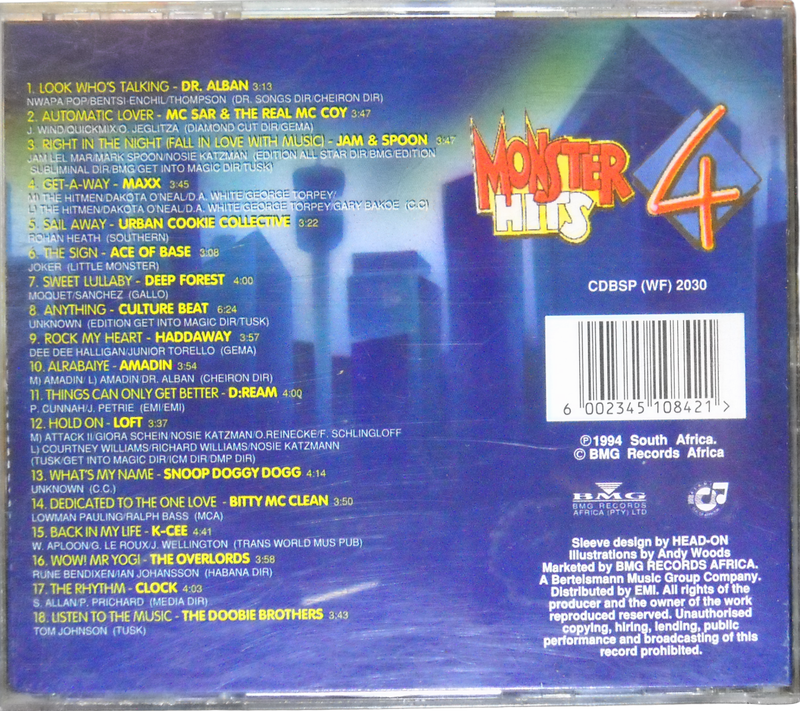 1. LOOK WHO'S TALKING - DR. ALBAN 3:13
NWAPA/POP/BENTSI-ENCHIL/THOMPSON (DR. SONGS DIR/CHEIRON DIR)
2. AUTOMATIC LOVER - MC SAR & THE REAL MC COY 3:47
J. WIND/QUICKMIX/O. JEGLITZA (DIAMOND CUT DIR/GEMA)
3. RIGHT IN THE NIGHT (FALL IN LOVE WITH MUSIC) - JAM & SPOON 3:47
JAM LEL MAR/MARK SPOON/NOSIE KATZMAN (EDITION ALL STAR DIR/BMG/EDITION
SUBLIMINAL DIR/BMG/GET INTO MAGIC DIR/TUSK)
4. GET-A-WAY - MAXX 3:45
M) THE HITMEN/DAKOTA O'NEAL/D.A. WHITE GEORGE TORPEY/
L) THE HITMEN/DAKOTA O'NEAL/D.A. WHITE/GEORGE TORPEY/GARY BAKOE (C.C)
5. SAIL AWAY - URBAN COOKIE COLLECTIVE 3:22
ROHAN HEATH (SOUTHERN)
6. THE SIGN - ACE OF BASE 3:08
JOKER (LITTLE MONSTER)
7. SWEET LULLABY - DEEP FOREST 4:00
MOQUET/SANCHEZ (GALLO)
8. ANYTHING - CULTURE BEAT 6:24
UNKNOWN (EDITION GET INTO MAGIC DIR/TUSK)
9. ROCK MY HEART - HADDAWAY 3:57
DEE DEE HALLIGAN/JUNIOR TORELLO (GEMA)
10. ALRABAIYE - AMADIN 3:54
M) AMADIN/ L) AMADIN/DR. ALBAN (CHEIRON DIR)
11. THINGS CAN ONLY GET BETTER - D:REAM 4:00
P. CUNNAH/J. PETRIE (EMI/EMI)
12. HOLD ON - LOFT 3:37
M) ATTACK II/GIORA SCHEIN/NOSIE KATZMAN/O.REINECKE/F. SCHLINGLOFF
L) COURTNEY WILLIAMS/RICHARD WILLIAMS/NOSIE KATZMANN
(TUSK/GET INTO MAGIC DIR/ICM DIR/DMP DIR)
13. WHAT'S MY NAME - SNOOP DOGGY DOGG 4:14
UNKNOWN (C.C.)
14. DEDICATED TO THE ONE LOVE - BITTY MC CLEAN 3:50
LOWMAN PAULING/RALPH BASS (MCA)
15. BACK IN MY LIFE - K-CEE 4:41
W. APLOON/G. LE ROUX/J. WELLINGTON (TRANS WORLD MUS PUB)
16. WOW! MR YOGI - THE OVERLORDS 3:58
RUNE BENDIXEN/IAN JOHANSSON (HABANA DIR)
17. THE RHYTHM - CLOCK 4:03
S. ALLAN/P. PRICHARD (MEDIA DIR)
18. LISTEN TO THE MUSIC - THE DOOBIE BROTHERS 3:43
TOM JOHNSON (TUSK)
MONSTER
HITS
4
CDBSP (WF) 2030
6 002345 108421 >
℗1994 South Africa.
© BMG Records Africa
BMG
BMG RECORDS
AFRICA (PTY) LTD
Sleeve design by HEAD-ON
Illustrations by Andy Woods
Marketed by BMG RECORDS AFRICA.
A Bertelsmann Music Group Company.
Distributed by EMI. All rights of the
producer and the owner of the work
reproduced reserved. Unauthorised
copying, hiring, lending, public
performance and broadcasting of this
record prohibited.